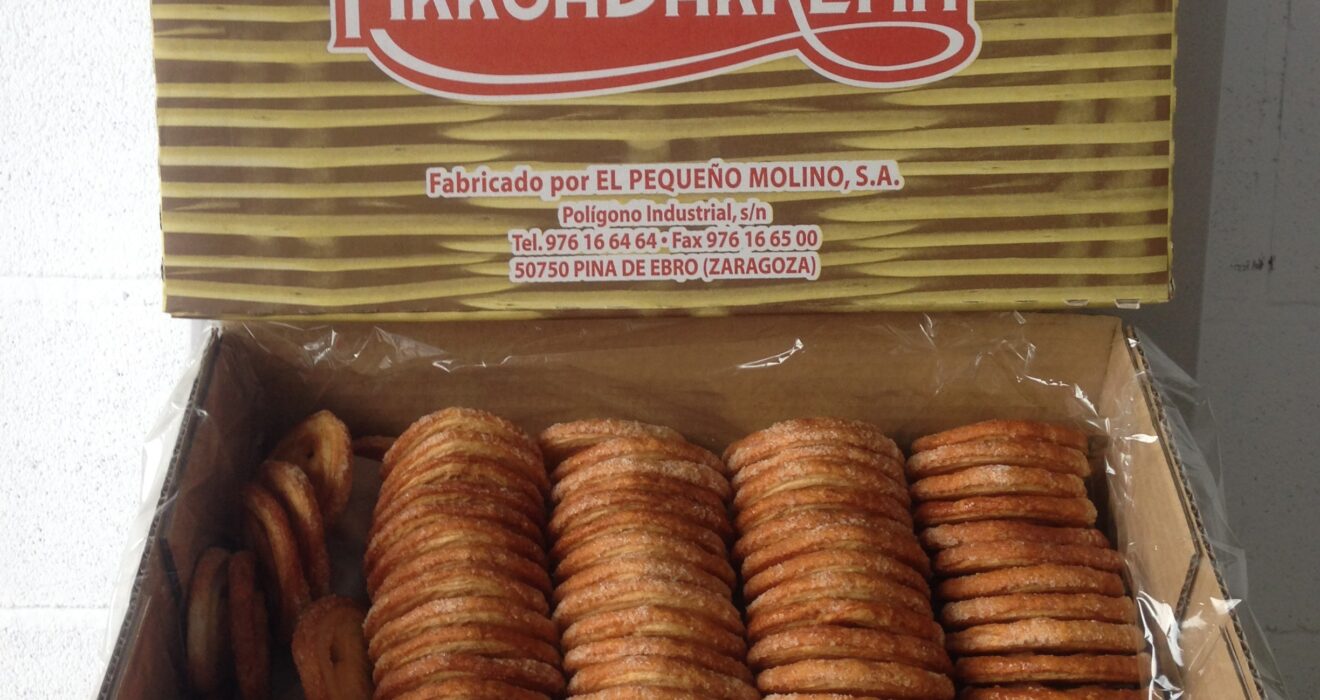 Fabricado por EL PEQUEÑO MOLINO, S.A.
Polígono Industrial, s/n
Tel. 976 16 64 64 • Fax 976 16 65 00
50750 PINA DE EBRO (ZARAGOZA)